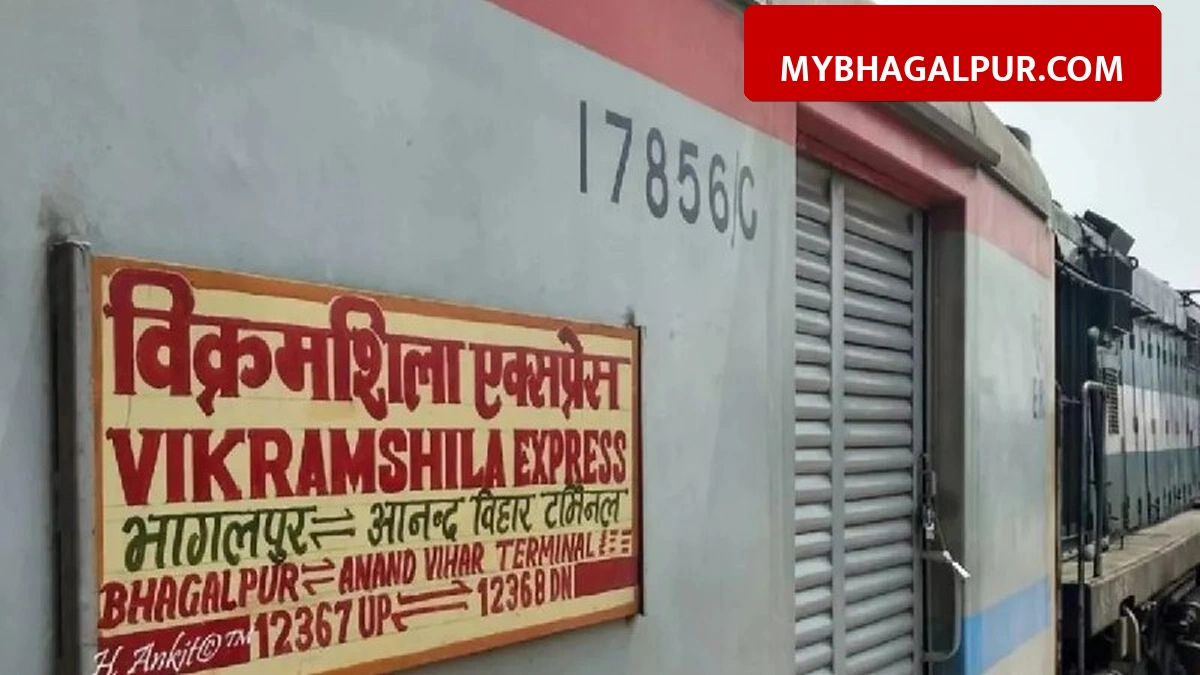 MYBHAGALPUR.COM
17856/C
विक्रमशिला एक्सप्रेस
VIKRAMSHILA EXPRESS
भागलपुर⇌ आनन्द विहार टर्मिनल
BHAGALPUR⇌ANAND VIHAR TERMINAL
12367 UP⇌12368 DN
H. Ankit©™